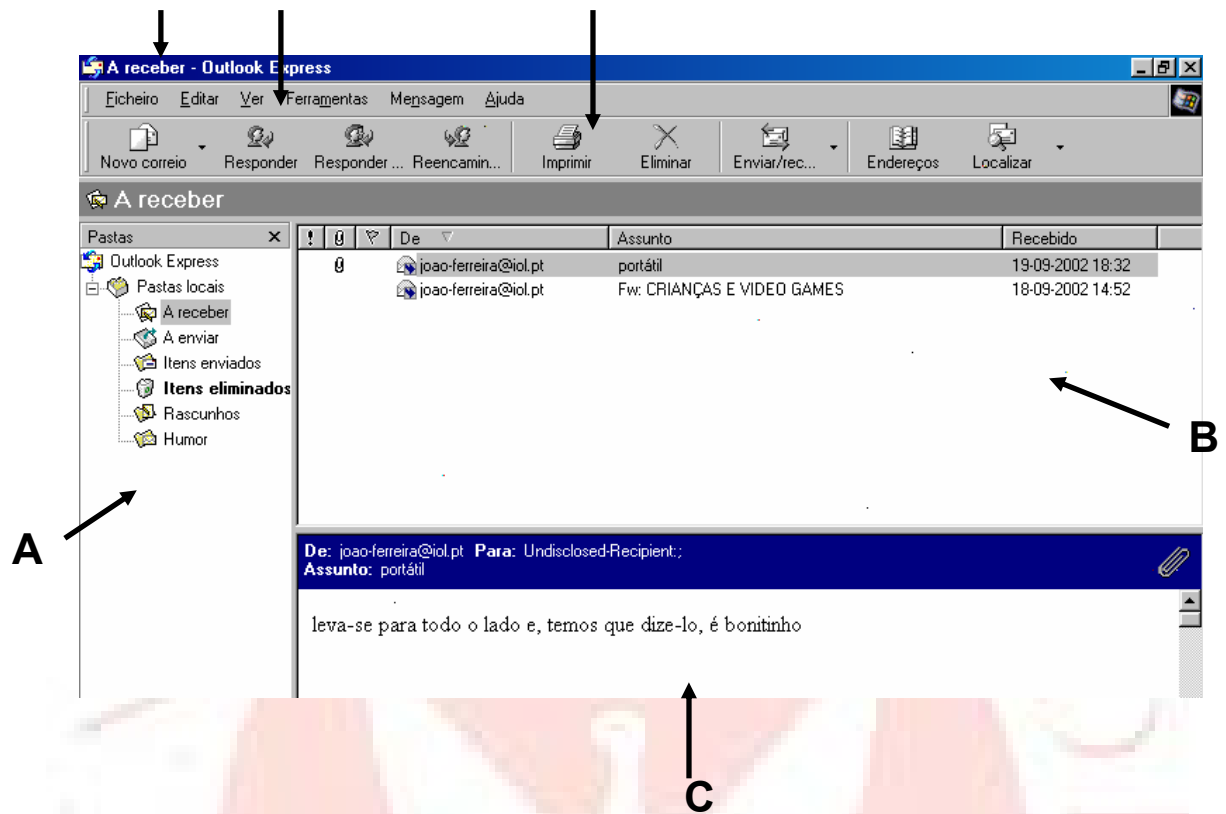 A receber - Outlook Express
Ficheiro Editar Ver Ferramentas Mensagem Ajuda
Novo correio Responder Responder ... Reencamin... Imprimir Eliminar Enviar/rec... Endereços Localizar
A receber
Pastas
! De Assunto Recebido
Outlook Express
joao-ferreira@iol.pt portátil 19-09-2002 18:32
Pastas locais
joao-ferreira@iol.pt Fw: CRIANÇAS E VIDEO GAMES 18-09-2002 14:52
A receber
A enviar
Itens enviados
Itens eliminados
Rascunhos
Humor
B
A
De: joao-ferreira@iol.pt Para: Undisclosed-Recipient:;
Assunto: portátil
leva-se para todo o lado e, temos que dize-lo, é bonitinho
C